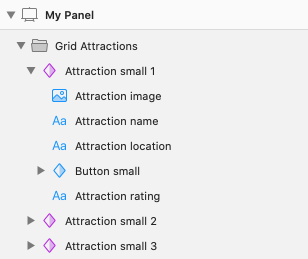 My Panel
Grid Attractions
Attraction small 1
Attraction image
Aa Attraction name
Aa Attraction location
Button small
Aa Attraction rating
Attraction small 2
Attraction small 3